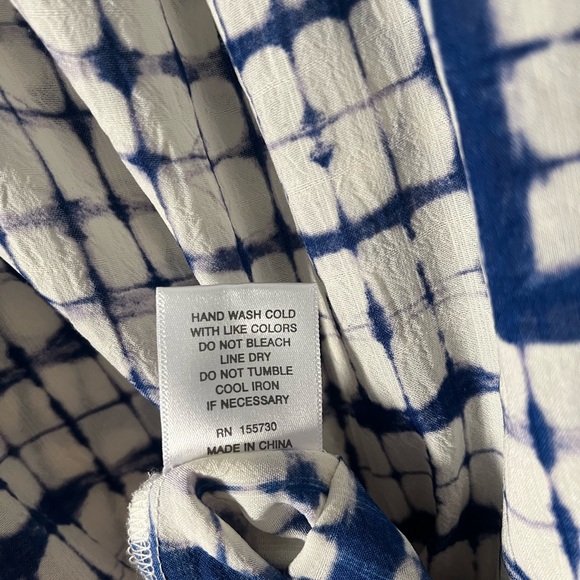 HAND WASH COLD
WITH LIKE COLORS
DO NOT BLEACH
LINE DRY
DO NOT TUMBLE
COOL IRON
IF NECESSARY
RN 155730
MADE IN CHINA